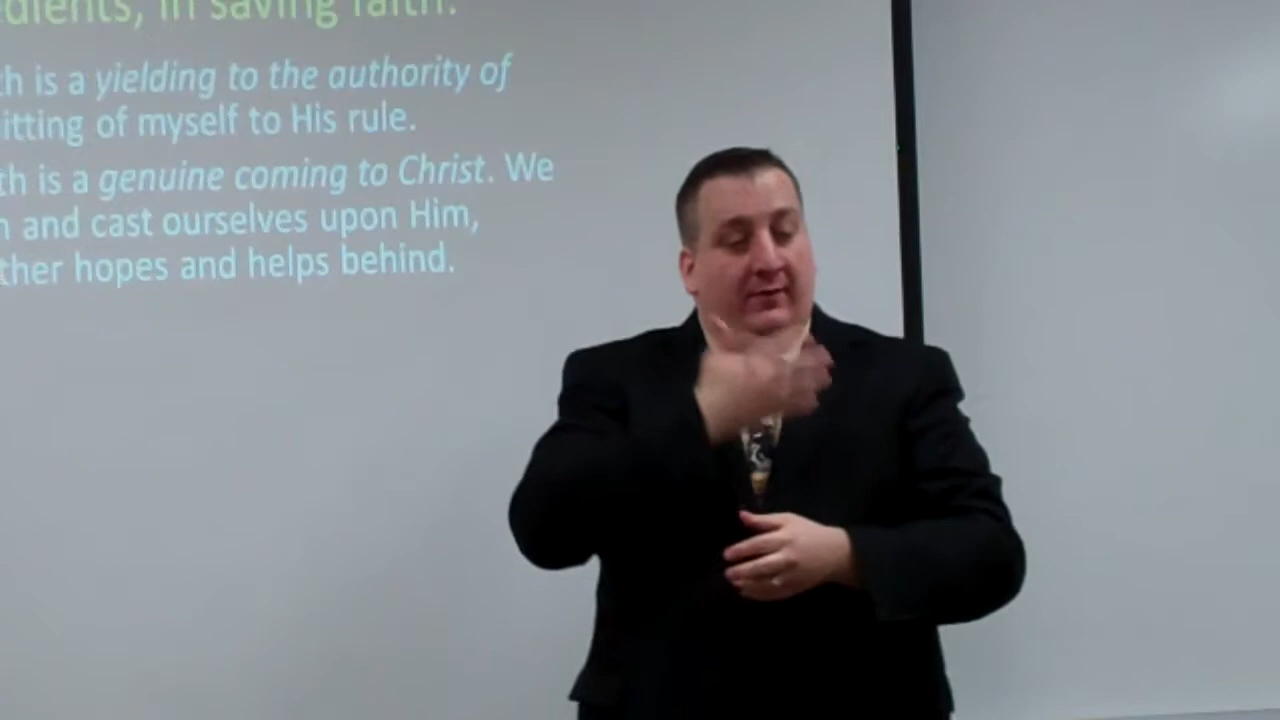 dients, in saving faith.
th is a yielding to the authority of
itting of myself to His rule.
th is a genuine coming to Christ. We
n and cast ourselves upon Him,
ther hopes and helps behind.